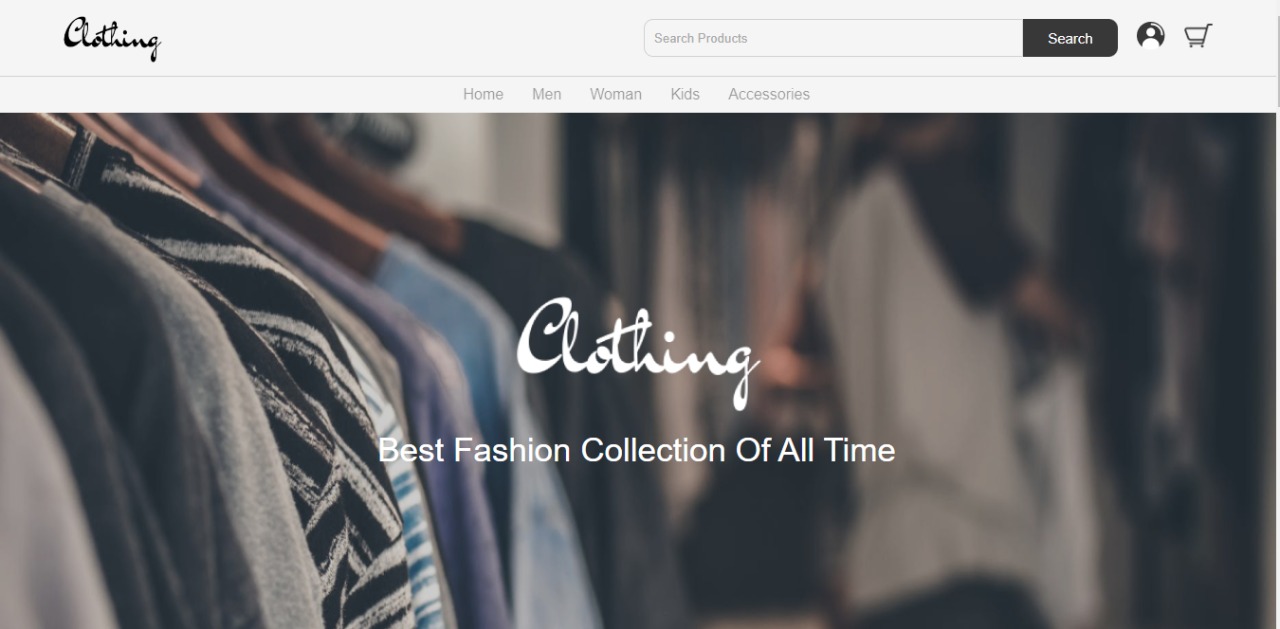 Clothing
Search Products
Search
Home Men Woman Kids Accessories
Clothing
Best Fashion Collection Of All Time